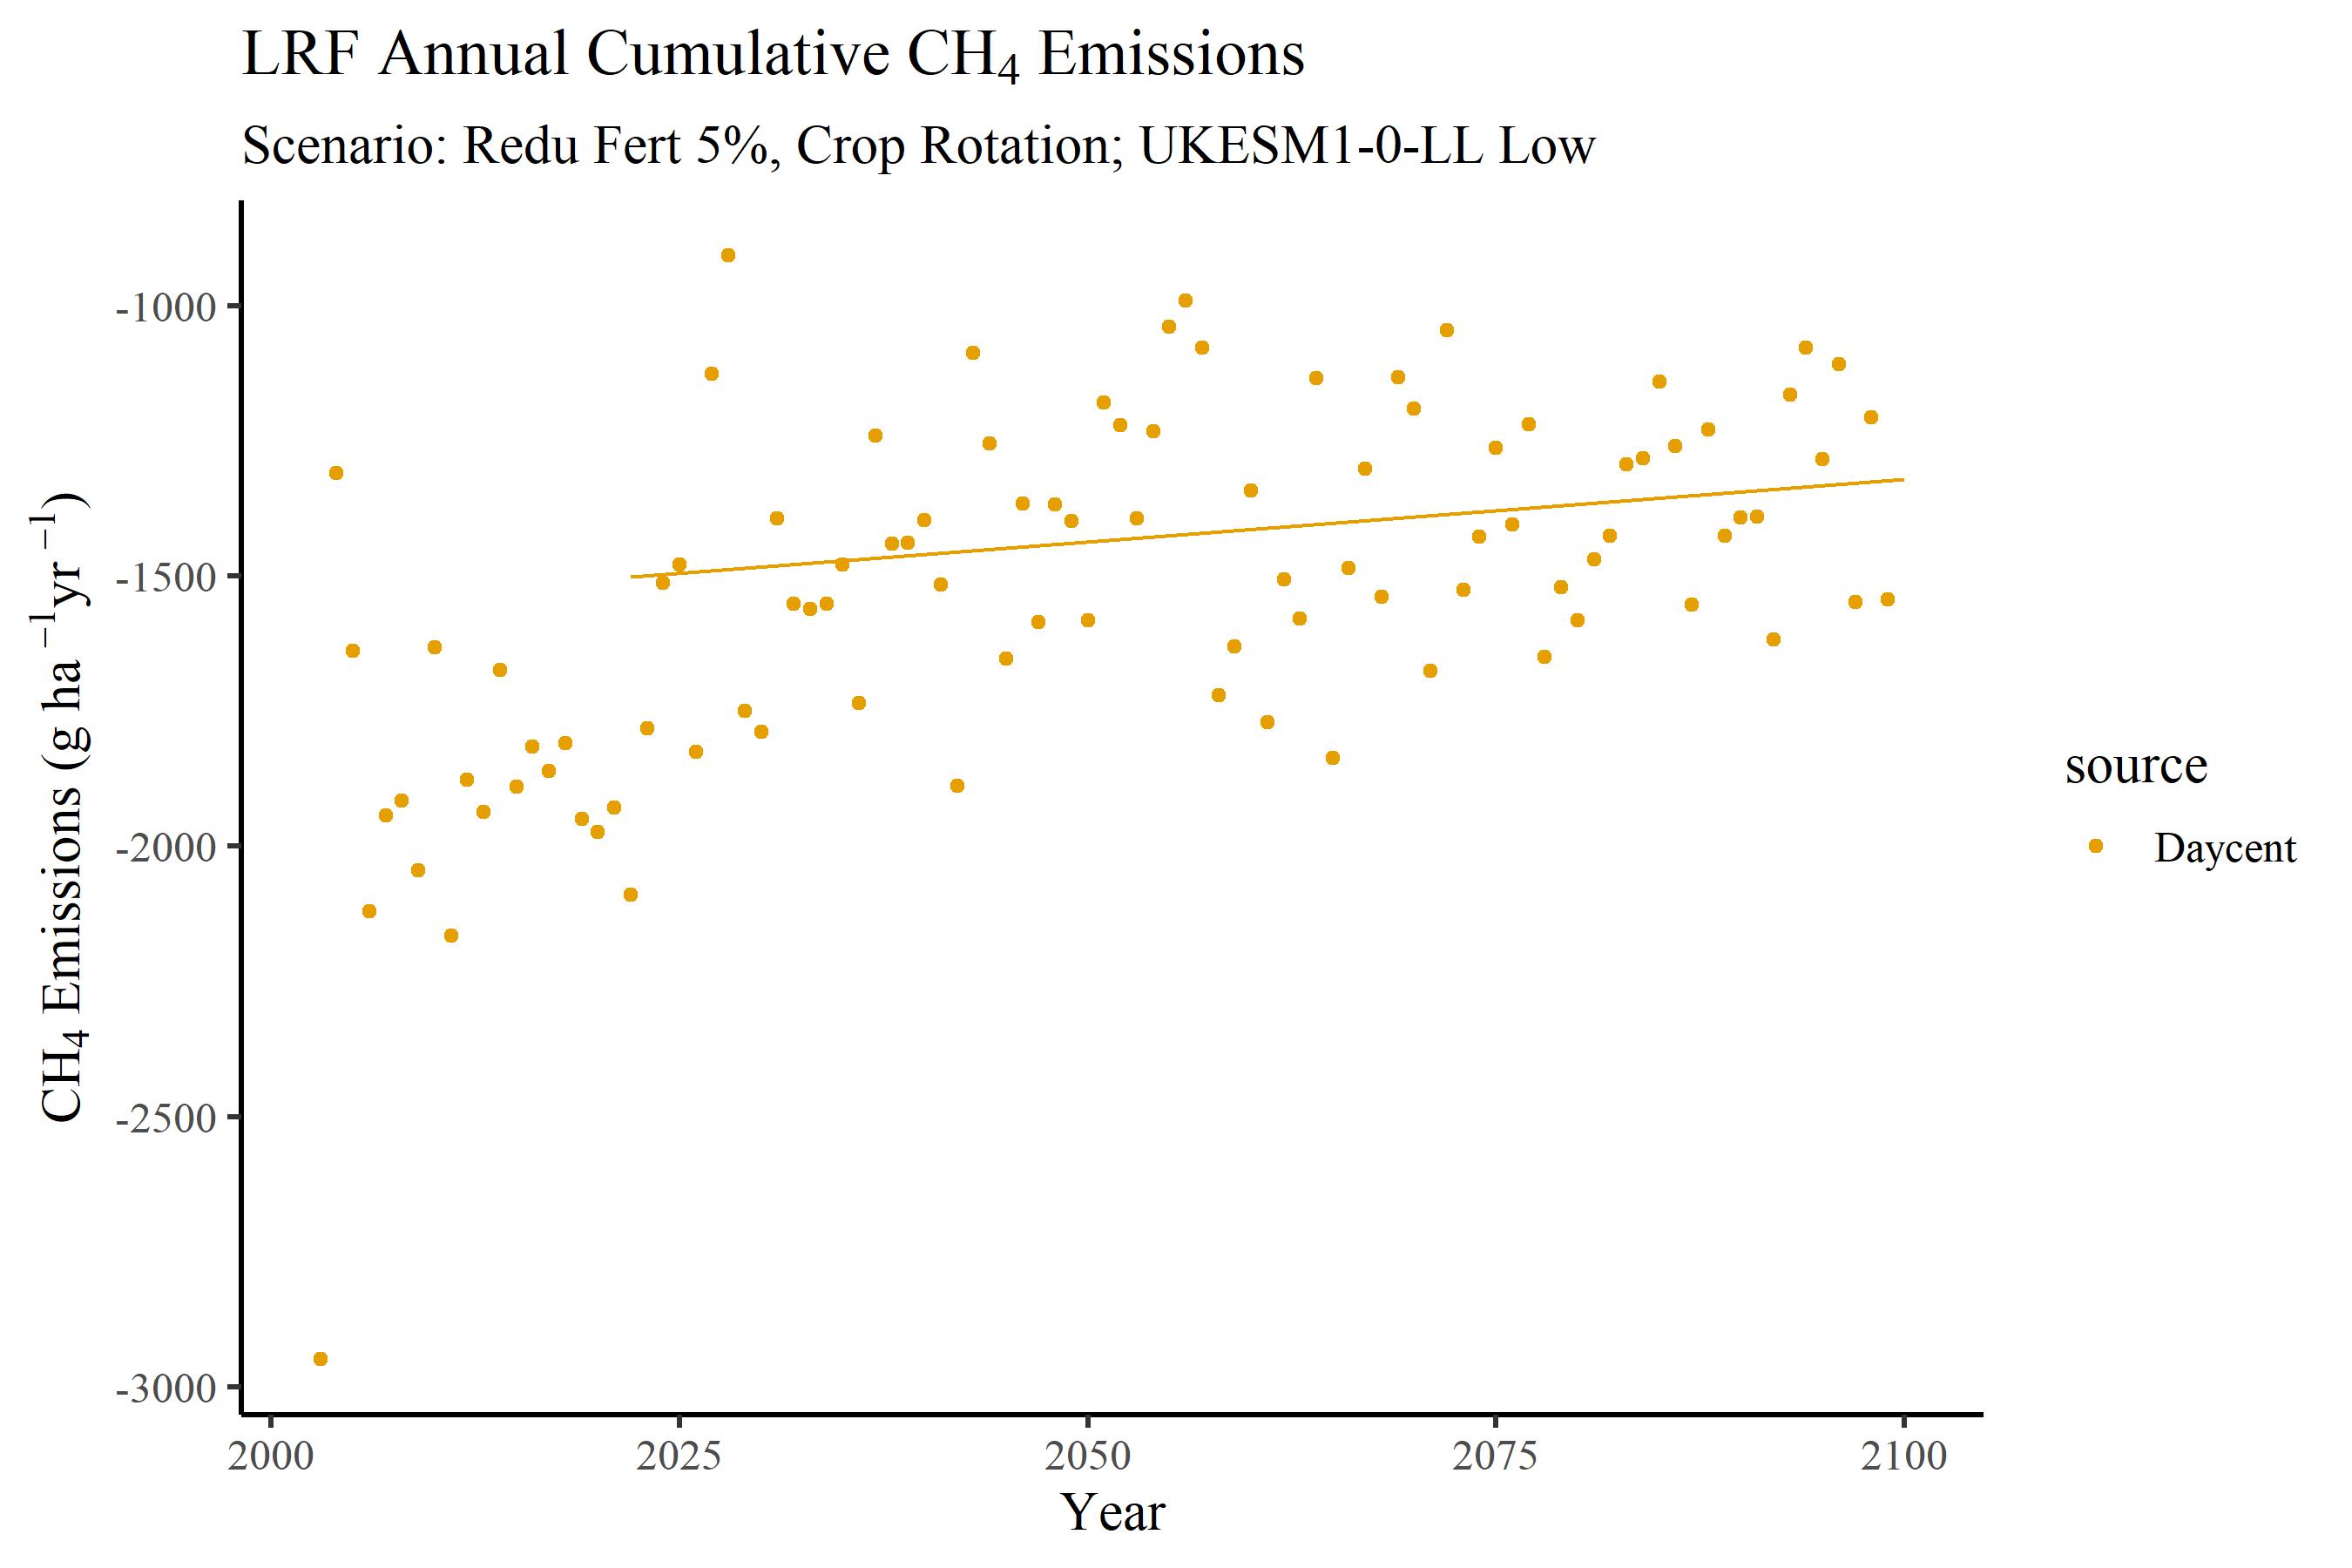 LRF Annual Cumulative CH₄ Emissions
Scenario: Redu Fert 5%, Crop Rotation; UKESM1-0-LL Low
CH₄ Emissions (g ha ⁻¹yr ⁻¹)
-1000
-1500
-2000
-2500
-3000
2000 2025 2050 2075 2100
Year
source
Daycent